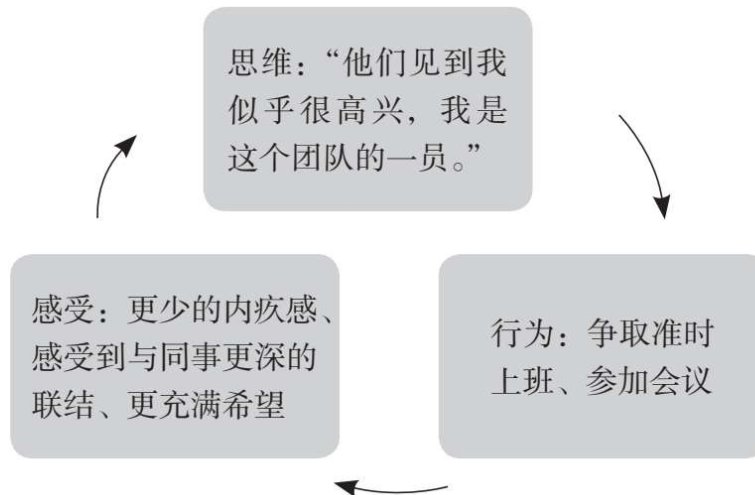 思维：“他们见到我
似乎很高兴，我是
这个团队的一员。”
感受：更少的内疚感、
感受到与同事更深的
联结、更充满希望
行为：争取准时
上班、参加会议